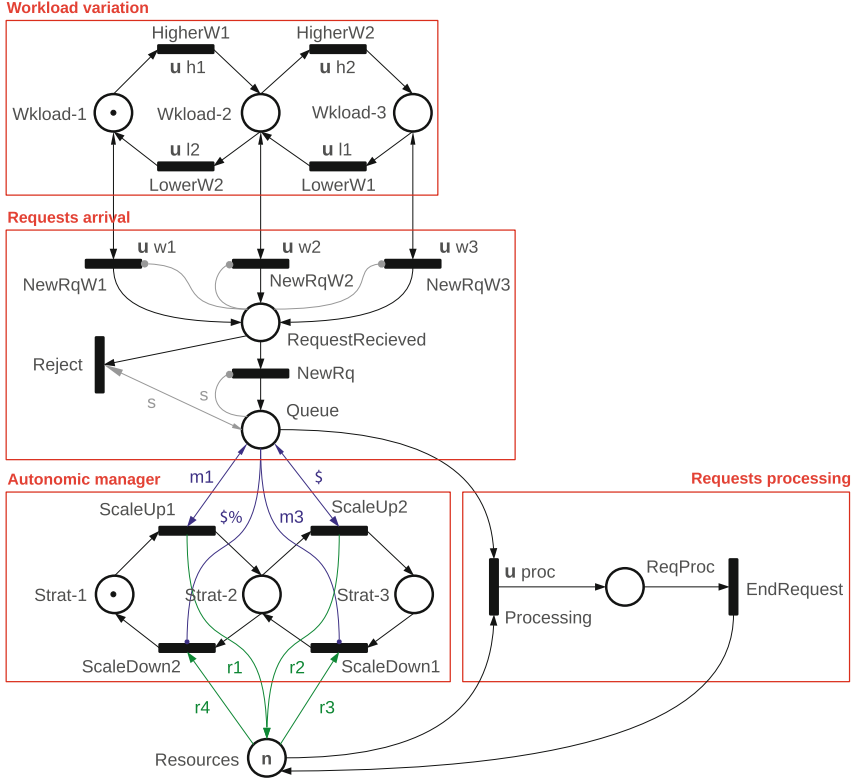 Workload variation
HigherW1
HigherW2
u h1
u h2
Wkload-1
Wkload-2
Wkload-3
u l2
u l1
LowerW2
LowerW1
Requests arrival
u w1
u w2
u w3
NewRqW1
NewRqW2
NewRqW3
RequestRecieved
Reject
NewRq
s
s
Queue
Autonomic manager
m1
$
Requests processing
ScaleUp1
$%
m3
ScaleUp2
Strat-1
Strat-2
Strat-3
u proc
ReqProc
EndRequest
Processing
ScaleDown2
r1
r2
ScaleDown1
r4
r3
Resources
n